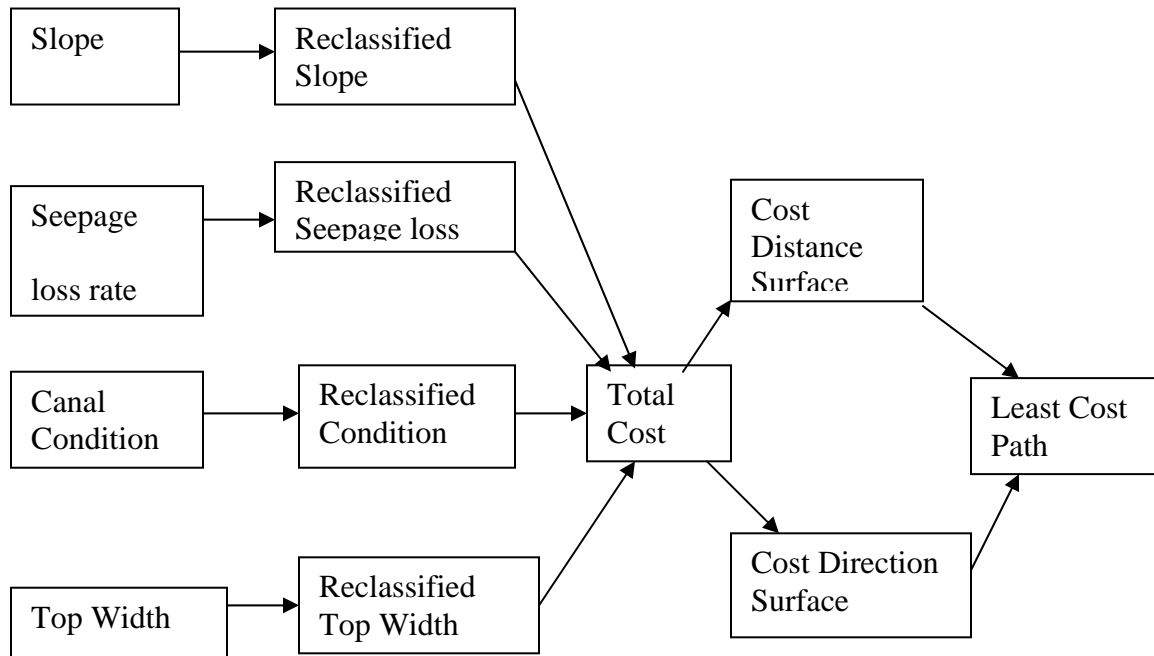 Slope
Reclassified
Slope
Seepage
loss rate
Reclassified
Seepage loss
Canal
Condition
Reclassified
Condition
Top Width
Reclassified
Top Width
Total
Cost
Cost
Distance
Surface
Cost Direction
Surface
Least Cost
Path